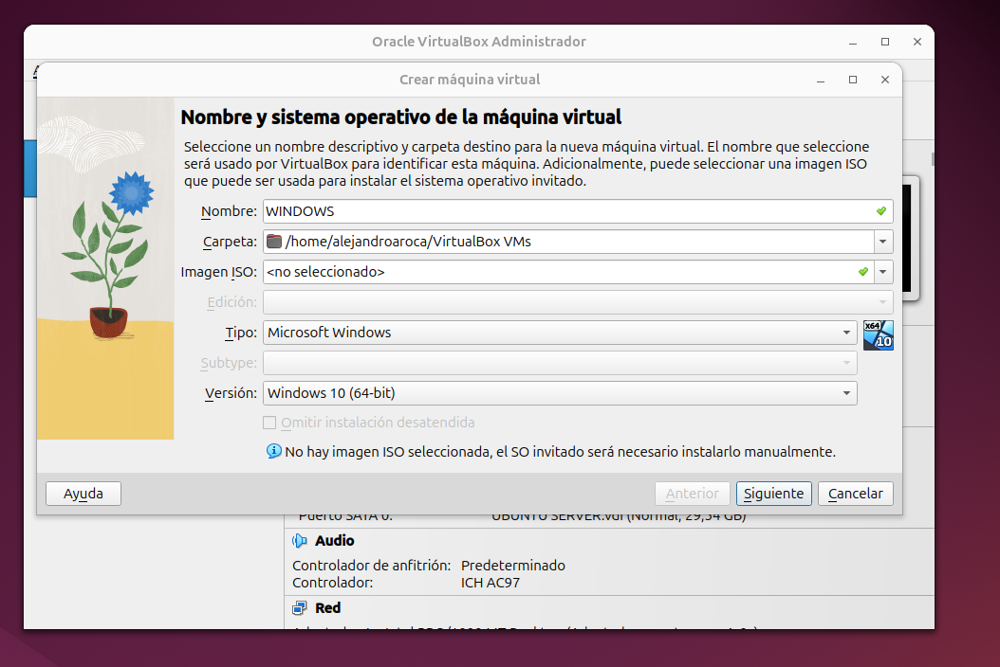 Oracle VirtualBox Administrador
Crear máquina virtual
Nombre y sistema operativo de la máquina virtual
Seleccione un nombre descriptivo y carpeta destino para la nueva máquina virtual. El nombre que seleccione
será usado por VirtualBox para identificar esta máquina. Adicionalmente, puede seleccionar una imagen ISO
que puede ser usada para instalar el sistema operativo invitado.
Nombre: WINDOWS
Carpeta: /home/alejandroaroca/VirtualBox VMs
Imagen ISO: <no seleccionado>
Edición:
Tipo: Microsoft Windows
x64
10
Subtype:
Versión: Windows 10 (64-bit)
Omitir instalación desatendida
No hay imagen ISO seleccionada, el SO invitado será necesario instalarlo manualmente.
Ayuda Anterior Siguiente Cancelar
Puerto SATA 0: UBUNTU SERVER.vdi (Normal, 29,54 GB)
Audio
Controlador de anfitrión: Predeterminado
Controlador: ICH AC97
Red